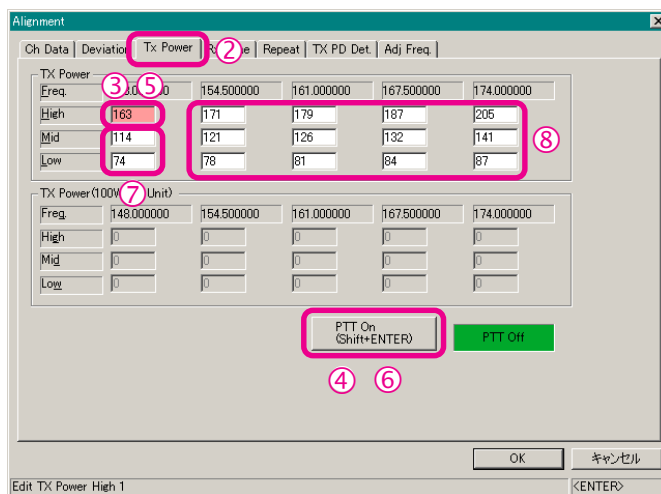 Alignment
Ch Data Deviation Tx Power ② Repeat TX PD Det. Adj Freq.
TX Power ③ ⑤
Freq. 154.500000 161.000000 167.500000 174.000000
High 163 171 179 187 205
Mid 114 121 126 132 141 ⑧
Low 74 78 81 84 87
TX Power(100W ⑦ Unit)
Freq. 148.000000 154.500000 161.000000 167.500000 174.000000
High 0 0 0 0 0
Mid 0 0 0 0 0
Low 0 0 0 0 0
PTT On
(Shift+ENTER) PTT Off
④ ⑥
OK キャンセル
Edit TX Power High 1 <ENTER>